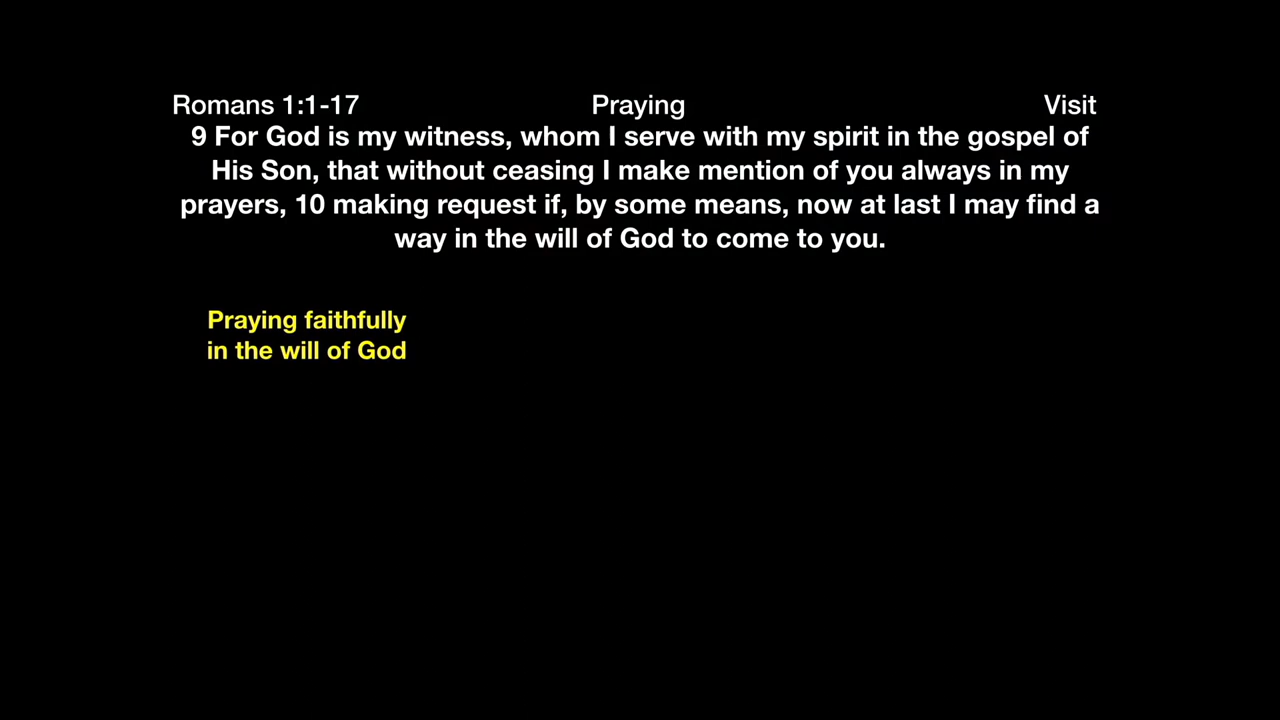 Romans 1:1-17 Praying Visit
9 For God is my witness, whom I serve with my spirit in the gospel of
His Son, that without ceasing I make mention of you always in my
prayers, 10 making request if, by some means, now at last I may find a
way in the will of God to come to you.
Praying faithfully
in the will of God